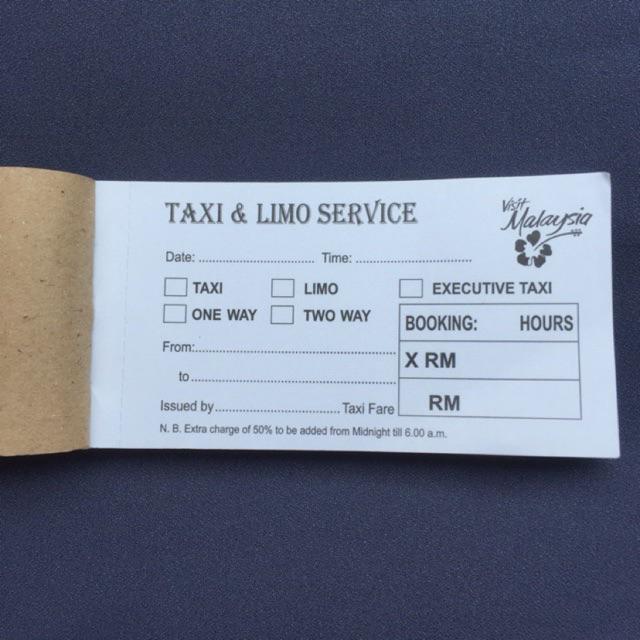 TAXI & LIMO SERVICE
Visit
Malaysia
Date: .................................... Time: ....................................
TAXI LIMO EXECUTIVE TAXI
ONE WAY TWO WAY
BOOKING: HOURS
From:...............................................................
X RM
to...............................................................
Issued by....................................... Taxi Fare
RM
N. B. Extra charge of 50% to be added from Midnight till 6.00 a.m.